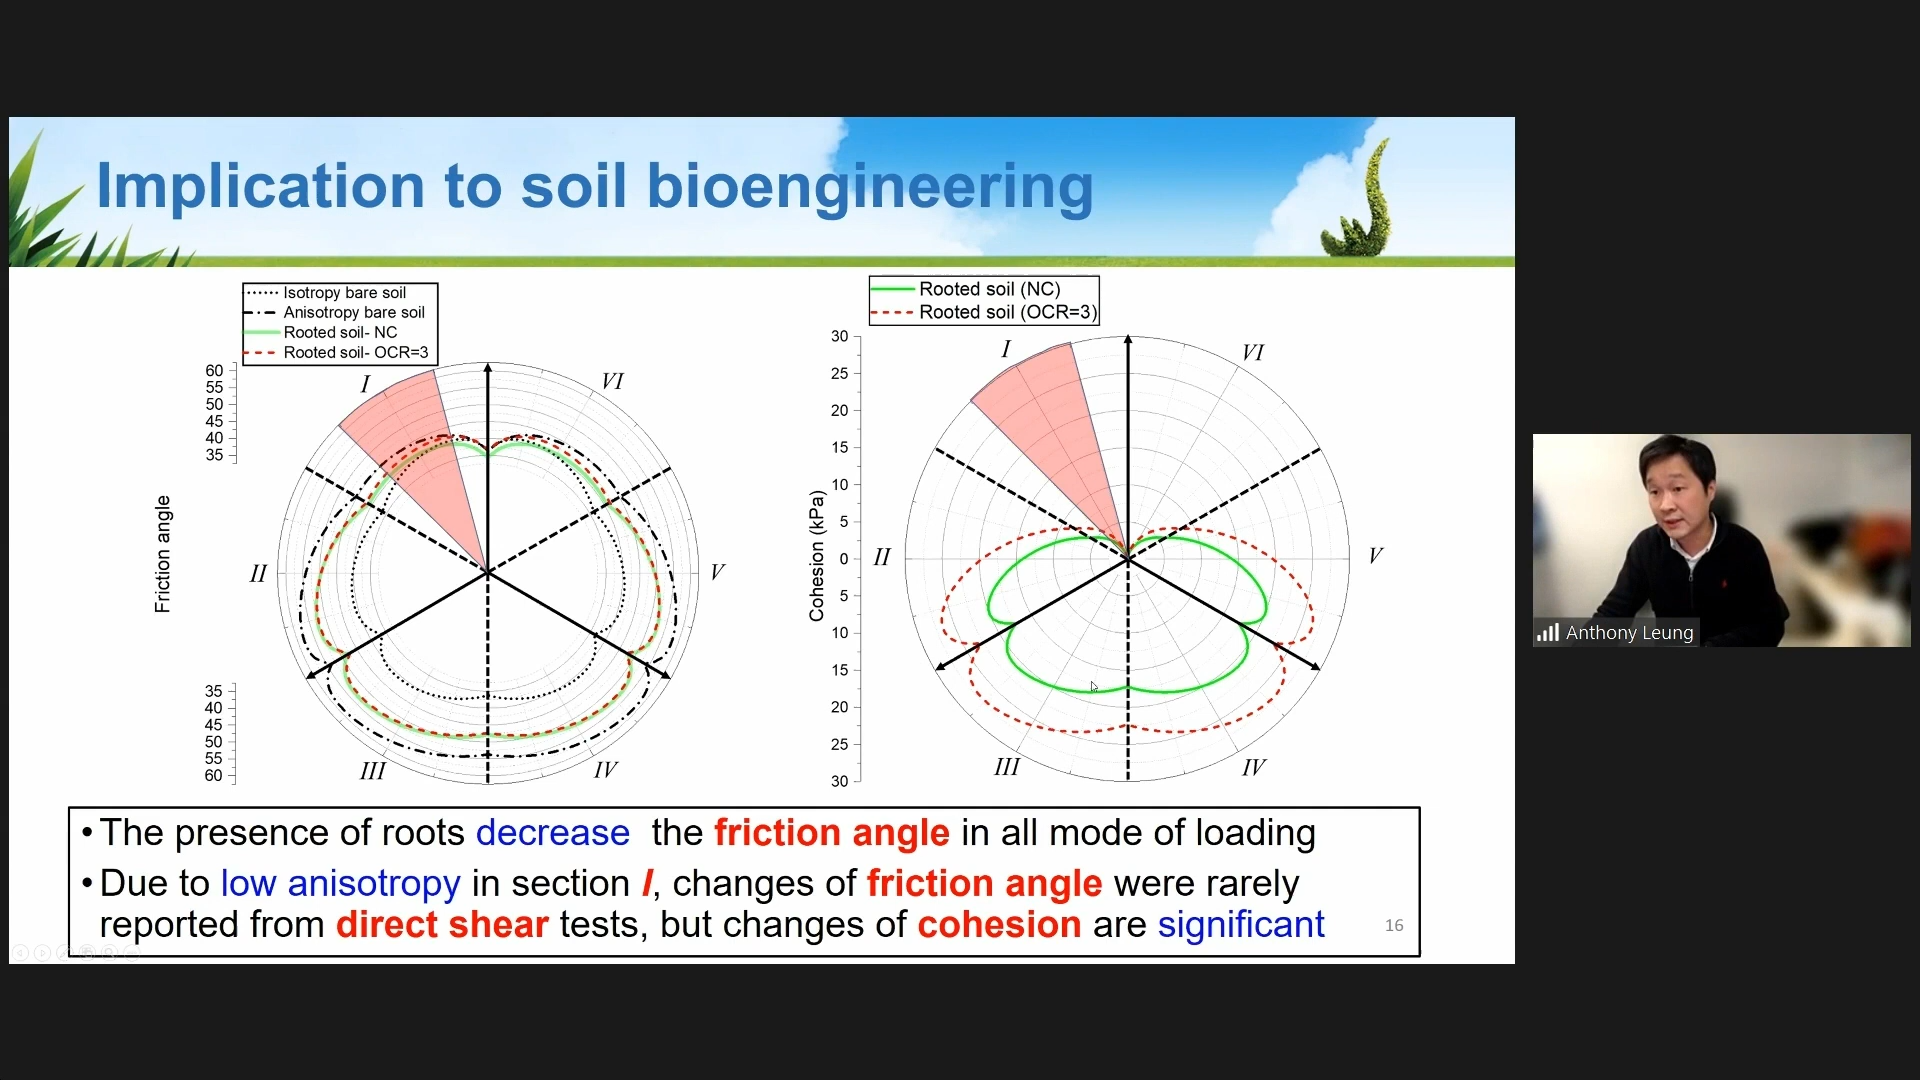 Implication to soil bioengineering
Isotropy bare soil
Anisotropy bare soil
Rooted soil- NC
Rooted soil- OCR=3
60
55
50
45
40
35
Friction angle
35
40
45
50
55
60
I
II
III
IV
V
VI
Rooted soil (NC)
Rooted soil (OCR=3)
30
25
20
15
10
5
0
5
10
15
20
25
30
Cohesion (kPa)
I
II
III
IV
V
VI
•The presence of roots decrease the friction angle in all mode of loading
•Due to low anisotropy in section I, changes of friction angle were rarely
reported from direct shear tests, but changes of cohesion are significant
16
Anthony Leung